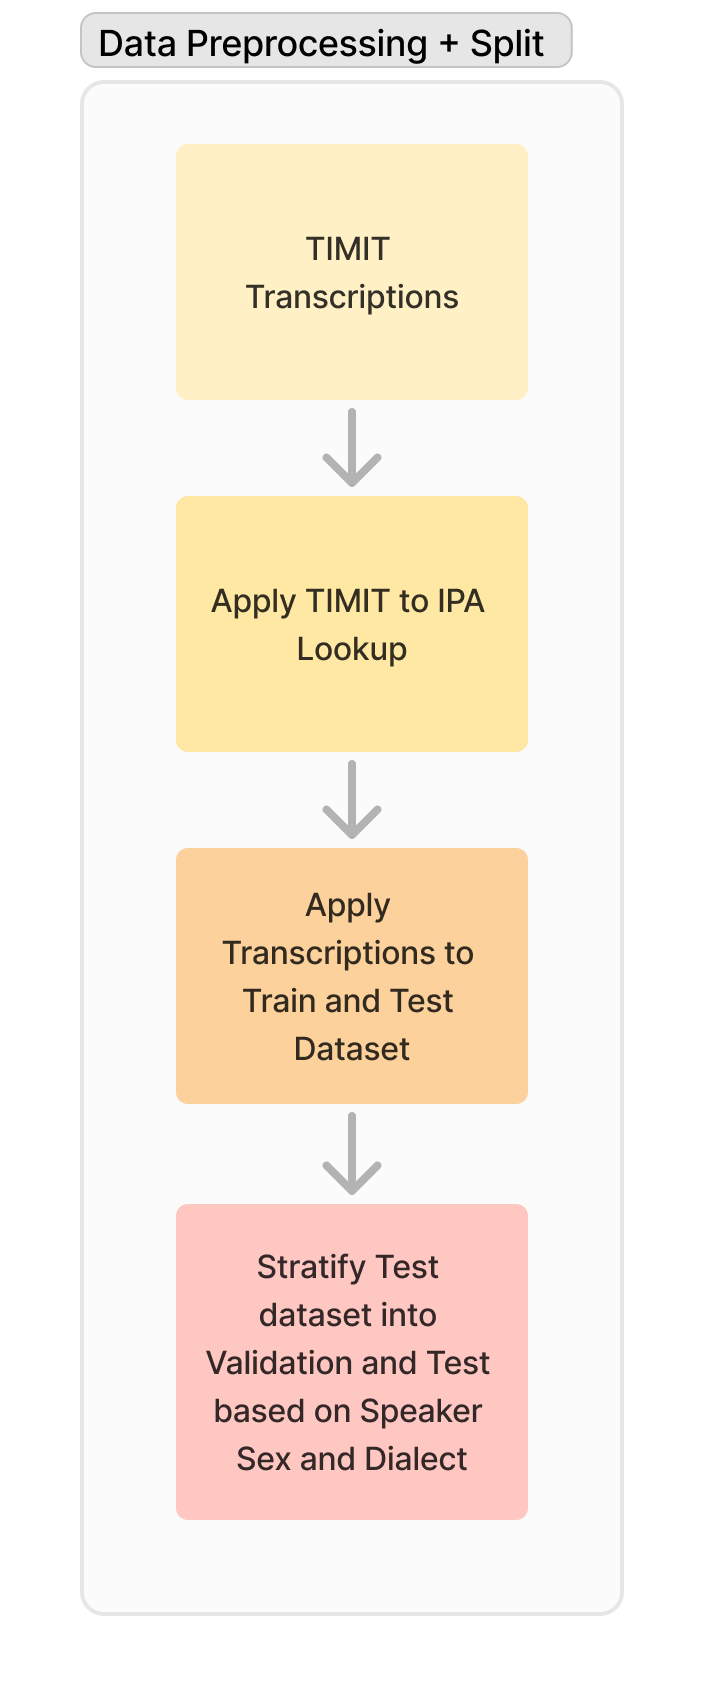 Data Preprocessing + Split
TIMIT
Transcriptions
Apply TIMIT to IPA
Lookup
Apply
Transcriptions to
Train and Test
Dataset
Stratify Test
dataset into
Validation and Test
based on Speaker
Sex and Dialect